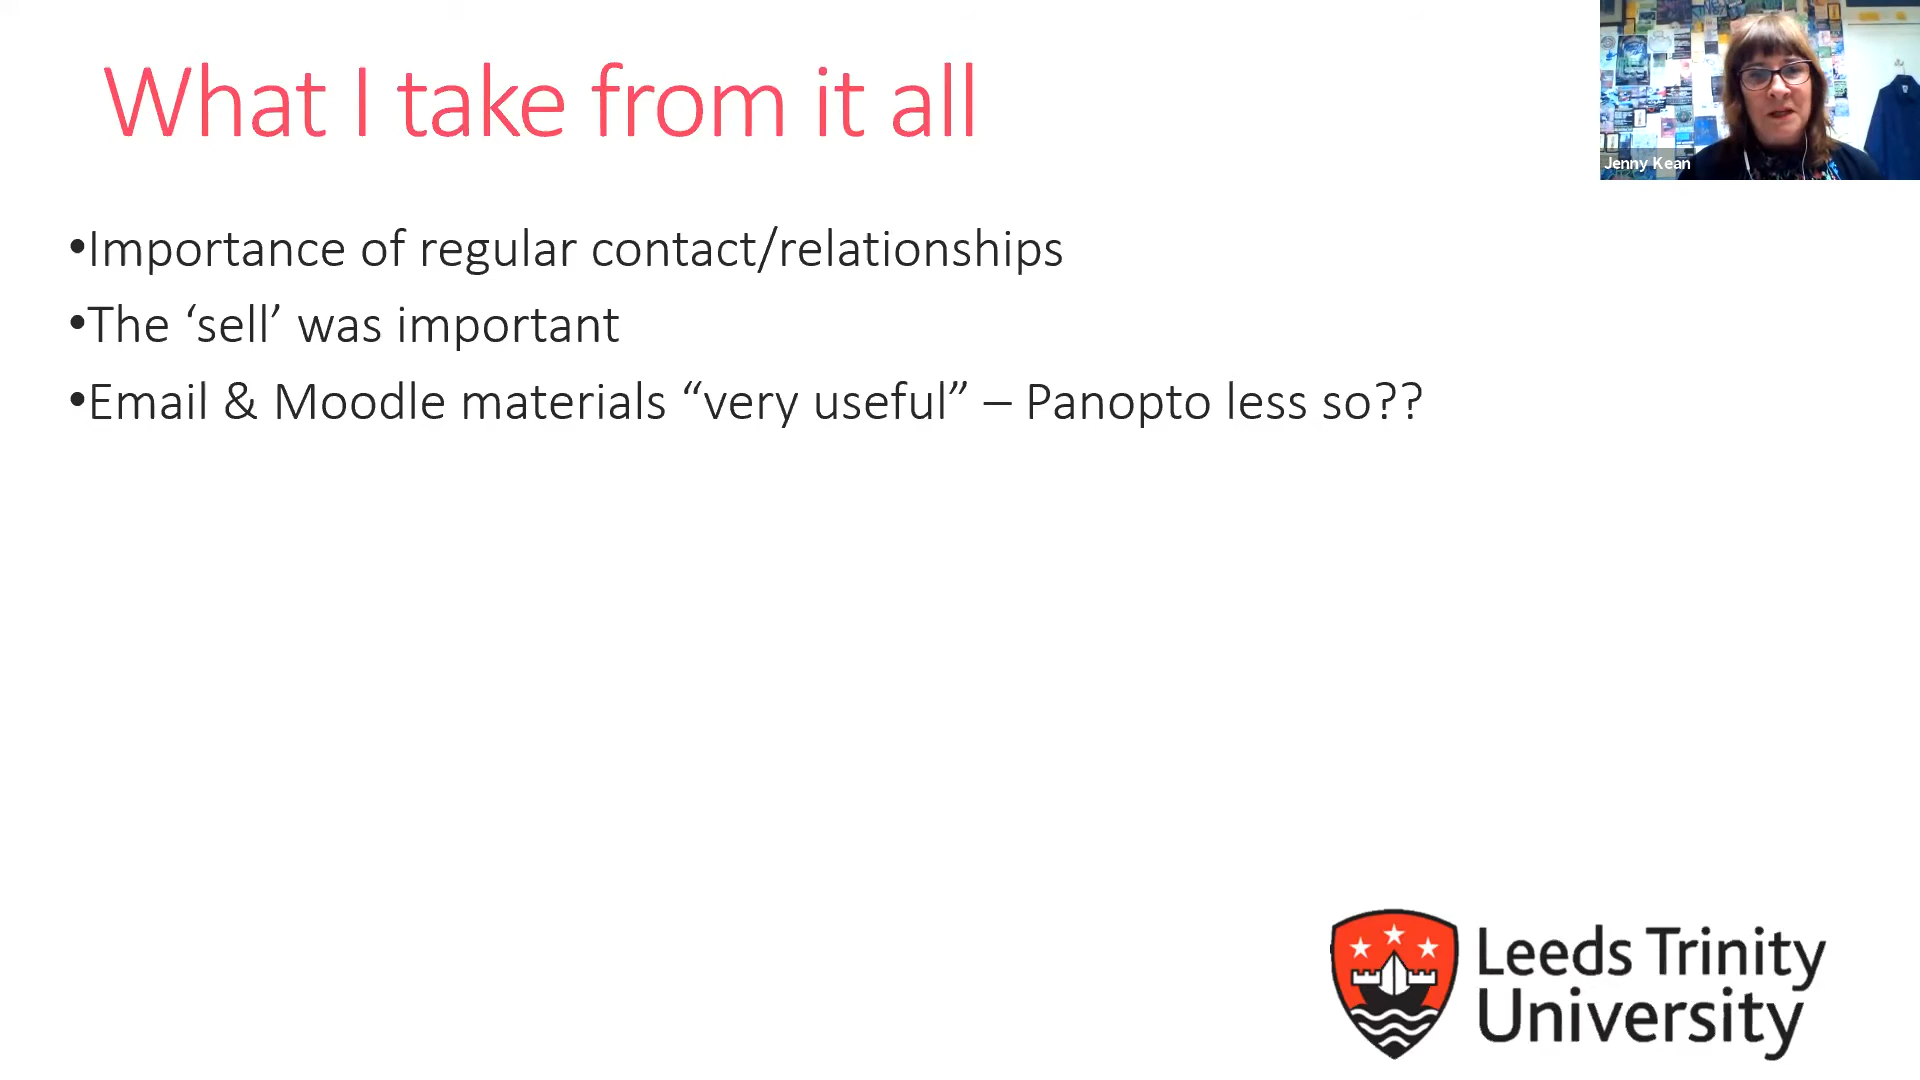 What I take from it all
Jenny Kean
•Importance of regular contact/relationships
•The ‘sell’ was important
•Email & Moodle materials “very useful” – Panopto less so??
Leeds Trinity
University